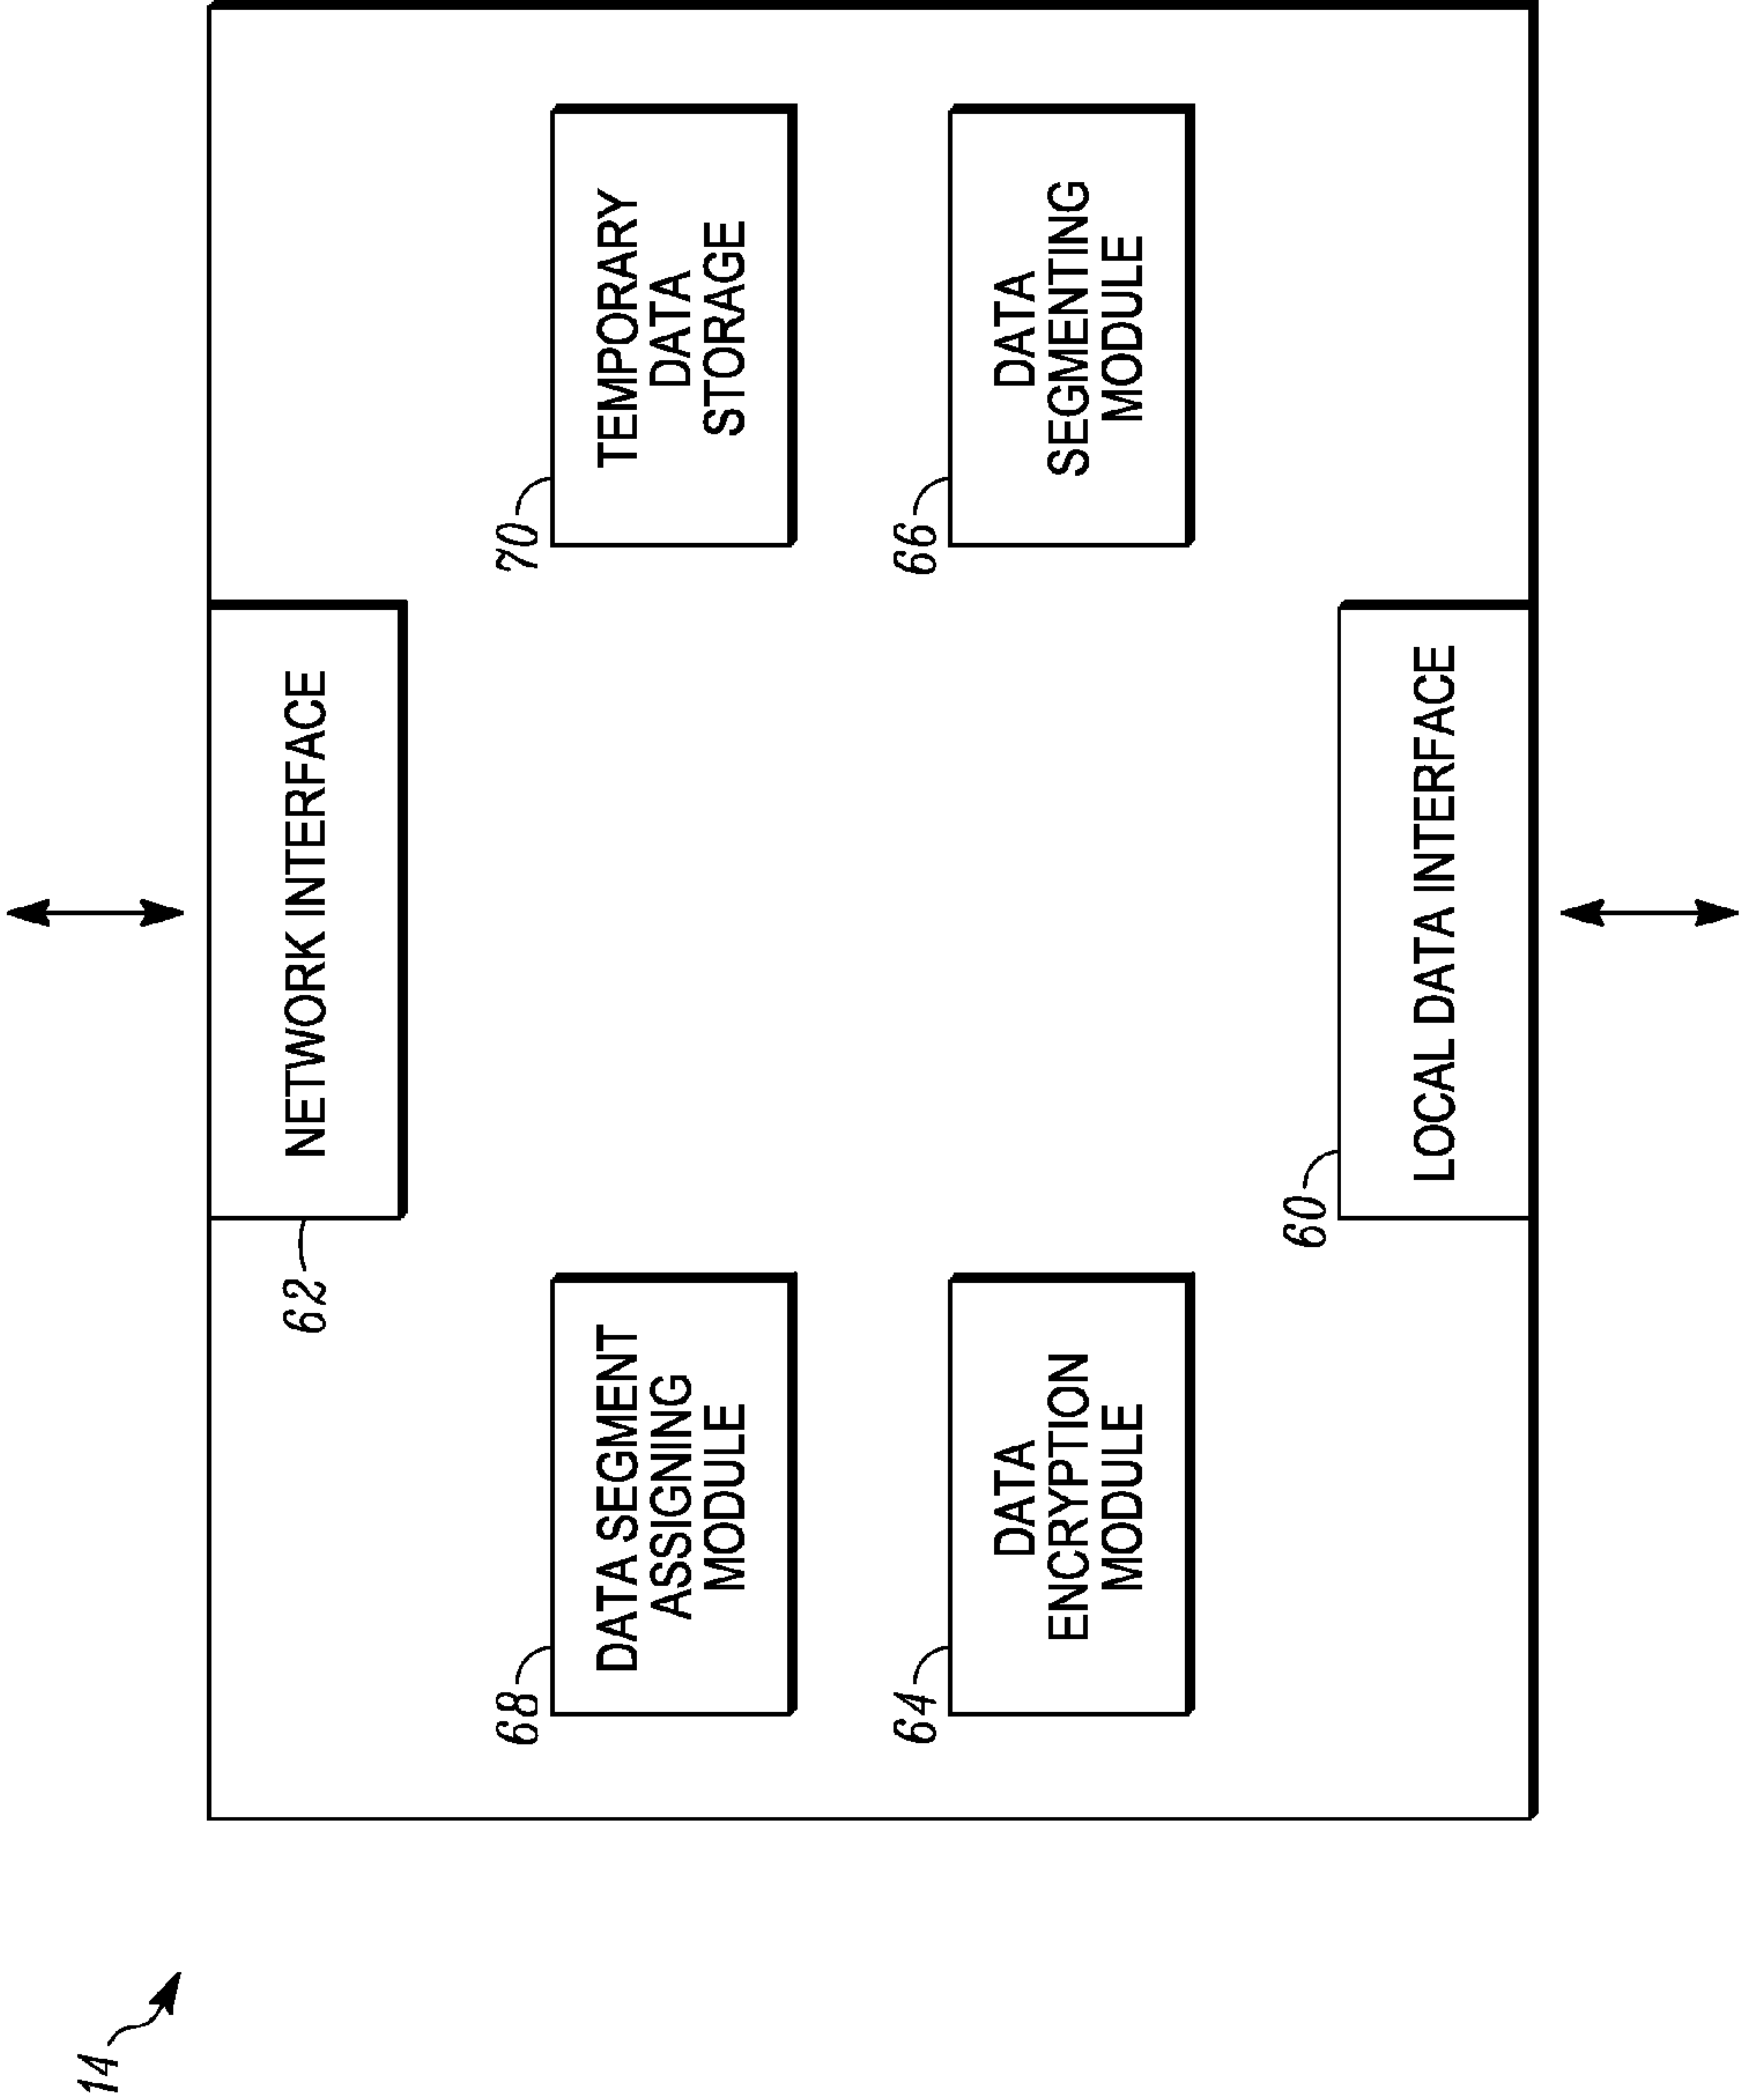 14
62
NETWORK INTERFACE
68
DATA SEGMENT
ASSIGNING
MODULE
70
TEMPORARY
DATA
STORAGE
64
DATA
ENCRYPTION
MODULE
66
DATA
SEGMENTING
MODULE
60
LOCAL DATA INTERFACE